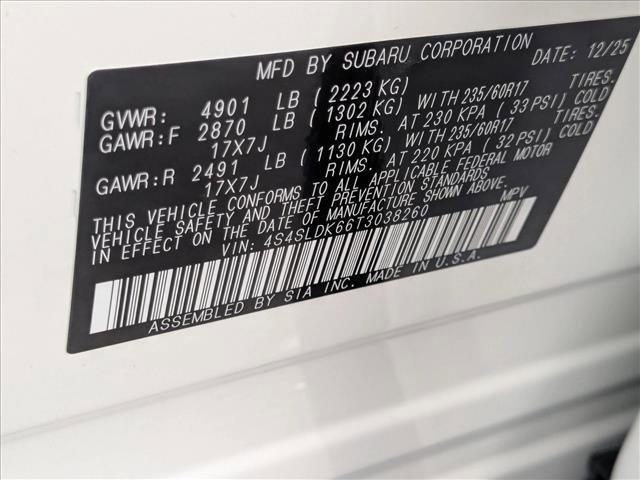 MFD BY SUBARU CORPORATION DATE: 12/25
GVWR: 4901 LB ( 2223 KG)
GAWR:F 2870 LB ( 1302 KG) WITH 235/60R17 TIRES.
17X7J RIMS. AT 230 KPA ( 33 PSI) COLD
GAWR:R 2491 LB ( 1130 KG) WITH 235/60R17 TIRES.
17X7J RIMS. AT 220 KPA ( 32 PSI) COLD
THIS VEHICLE CONFORMS TO ALL APPLICABLE FEDERAL MOTOR
VEHICLE SAFETY AND THEFT PREVENTION STANDARDS
IN EFFECT ON THE DATE OF MANUFACTURE SHOWN ABOVE.
VIN: 4S4SLDK66T3038260 MPV
ASSEMBLED BY SIA INC. MADE IN U.S.A.